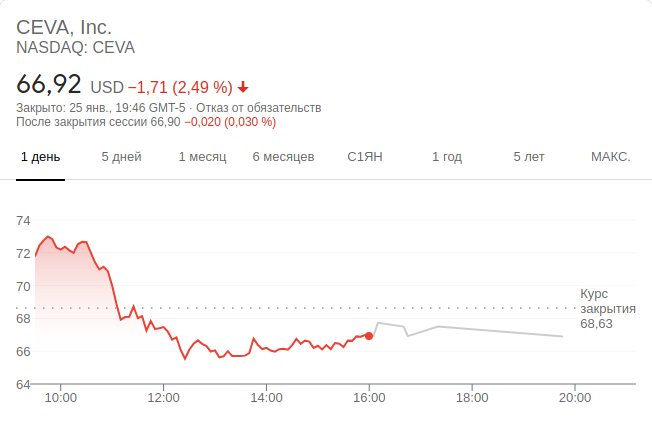 CEVA, Inc.
NASDAQ: CEVA
66,92 USD −1,71 (2,49 %)
Закрыто: 25 янв., 19:46 GMT-5 · Отказ от обязательств
После закрытия сессии 66,90 −0,020 (0,030 %)
1 день 5 дней 1 месяц 6 месяцев С1ЯН 1 год 5 лет МАКС.
74
72
70
68
66
64
Курс
закрытия
68,63
10:00 12:00 14:00 16:00 18:00 20:00